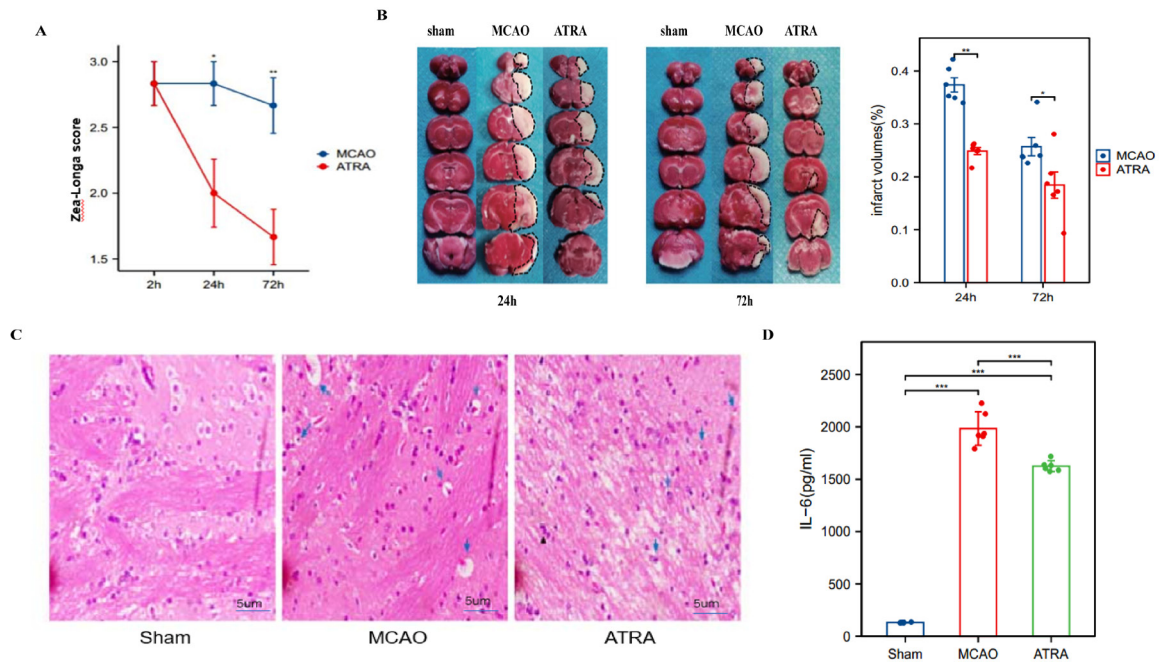 A
Zea-Longa score
3.0
2.5
2.0
1.5
2h
24h
72h
*
**
MCAO
ATRA
B
sham MCAO ATRA
24h
sham MCAO ATRA
72h
infarct volumes(%)
0.4
0.3
0.2
0.1
0.0
**
*
24h
72h
MCAO
ATRA
C
5um
5um
5um
Sham
MCAO
ATRA
D
IL−6(pg/ml)
2500
2000
1500
1000
500
0
***
***
***
Sham
MCAO
ATRA